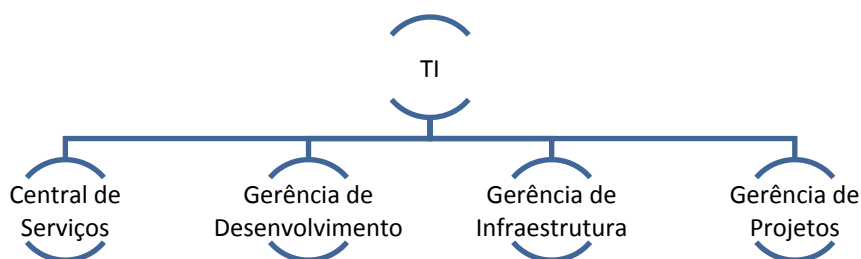 TI
Central de
Serviços
Gerência de
Desenvolvimento
Gerência de
Infraestrutura
Gerência de
Projetos